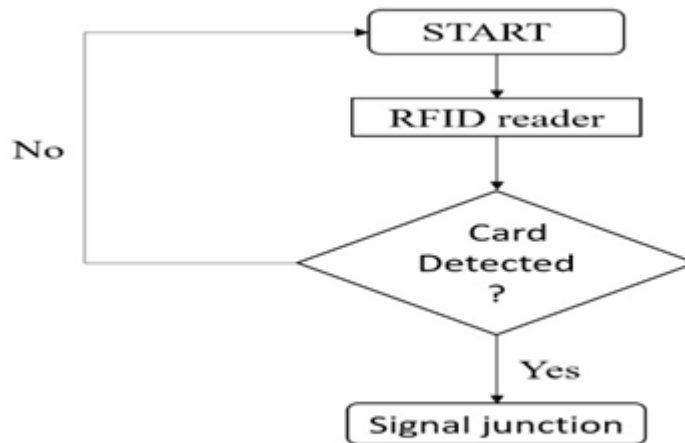 START
RFID reader
No
Card
Detected
?
Yes
Signal junction